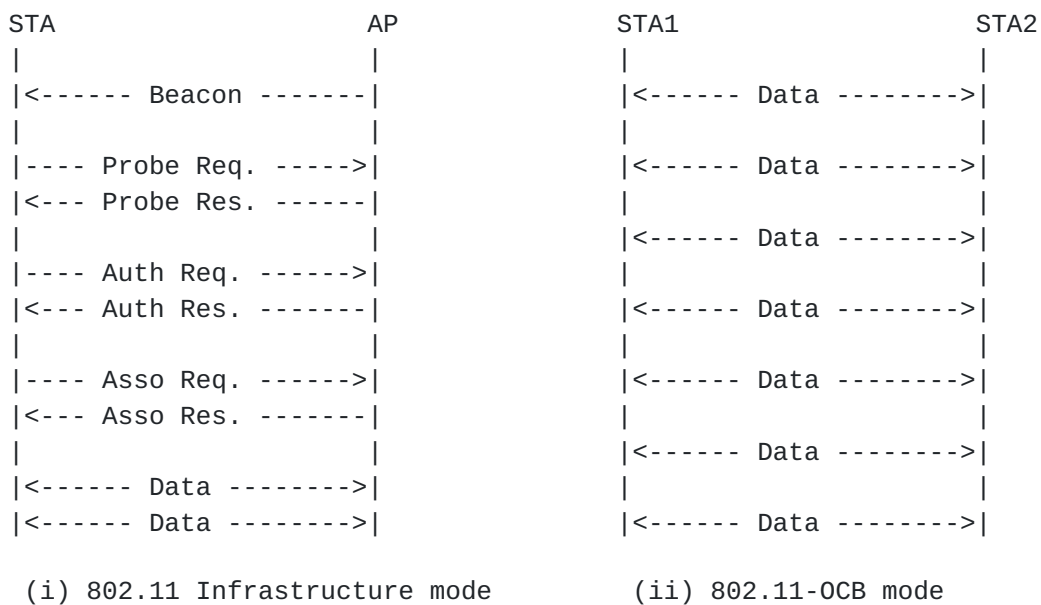 STA                    AP              STA1                   STA2
|                      |               |                      |
|<------ Beacon -------|               |<------ Data -------->|
|                      |               |                      |
|---- Probe Req. ----->|               |<------ Data -------->|
|<--- Probe Res. ------|               |                      |
|                      |               |<------ Data -------->|
|---- Auth Req. ------>|               |                      |
|<--- Auth Res. -------|               |<------ Data -------->|
|                      |               |                      |
|---- Asso Req. ------>|               |<------ Data -------->|
|<--- Asso Res. -------|               |                      |
|                      |               |<------ Data -------->|
|<------ Data -------->|               |                      |
|<------ Data -------->|               |<------ Data -------->|
(i) 802.11 Infrastructure mode         (ii) 802.11-OCB mode